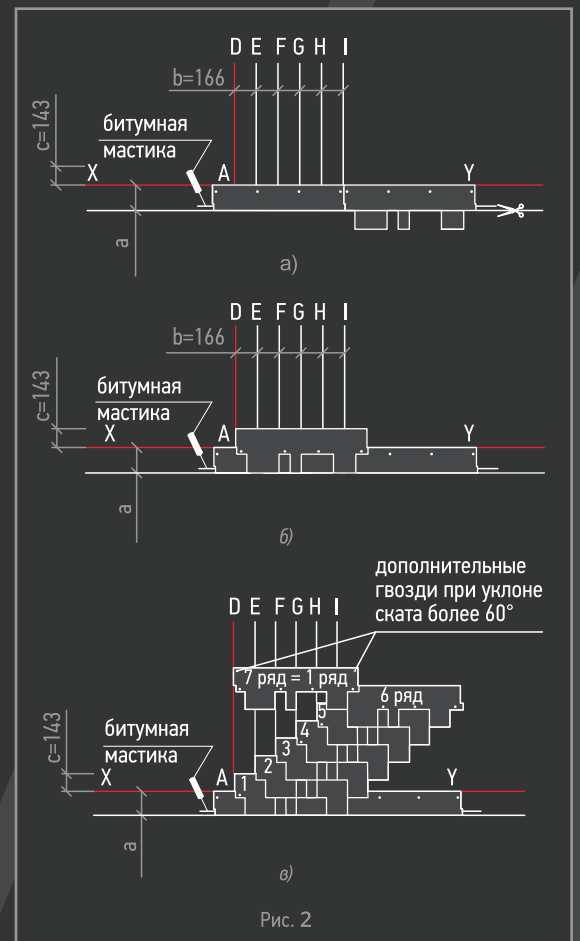 D E F G H I
b=166
c=143
битумная
мастика
X A Y
a
а)
D E F G H I
b=166
c=143
битумная
мастика
X A Y
a
б)
дополнительные
гвозди при уклоне
ската более 60°
D E F G H I
7 ряд = 1 ряд
6 ряд
5
4
3
2
1
c=143
битумная
мастика
X A Y
a
в)
Рис. 2